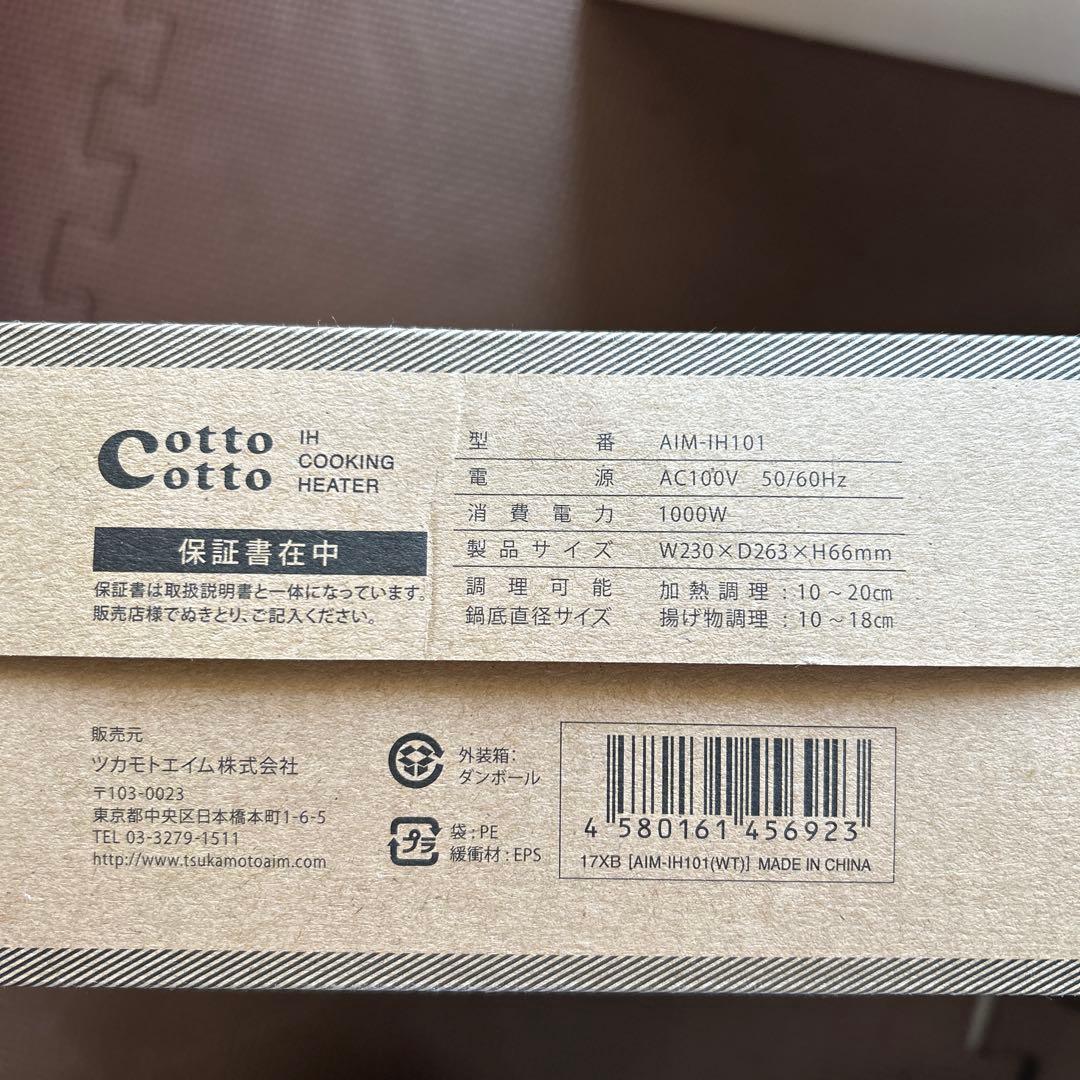 Cotto
Cotto
IH
COOKING
HEATER
保証書在中
保証書は取扱説明書と一体になっています。
販売店様でぬきとり、ご記入ください。
型番 AIM-IH101
電源 AC100V 50/60Hz
消費電力 1000W
製品サイズ W230×D263×H66mm
調理可能 加熱調理：10～20㎝
鍋底直径サイズ 揚げ物調理：10～18㎝
販売元
ツカモトエイム株式会社
〒103-0023
東京都中央区日本橋本町1-6-5
TEL 03-3279-1511
http://www.tsukamotoaim.com
外装箱：
ダンボール
プラ
袋：PE
緩衝材：EPS
4 580161 456923
17XB [AIM-IH101(WT)] MADE IN CHINA